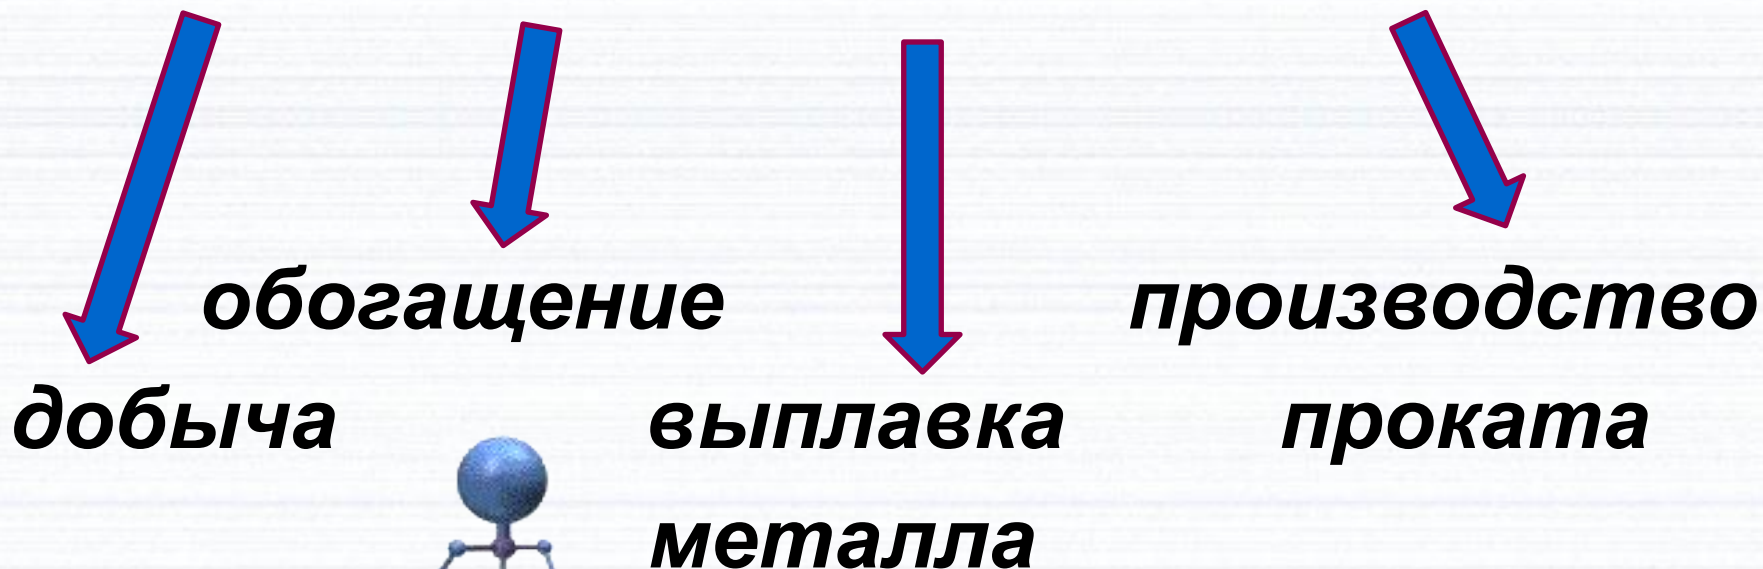 обогащение
производство
добыча
выплавка
проката
металла